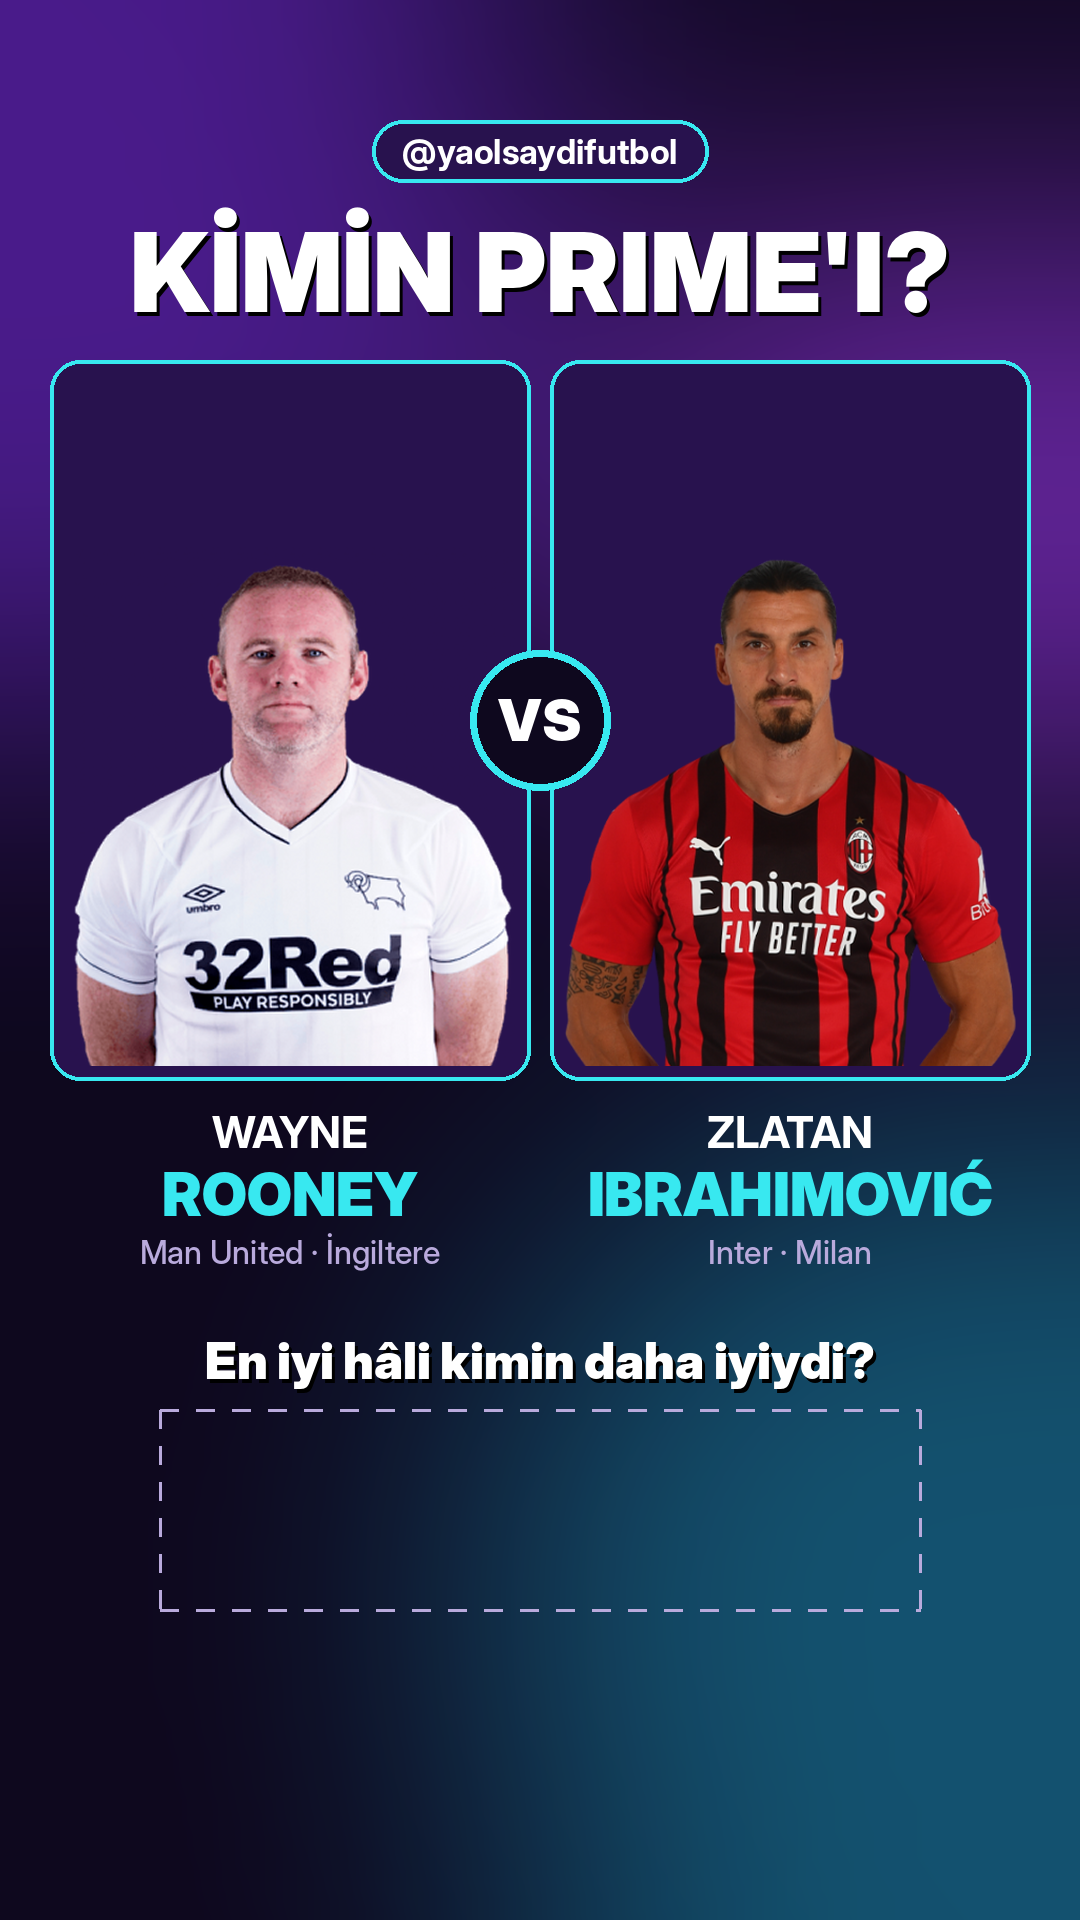 @yaolsaydifutbol
KİMİN PRIME'I?
VS
umbro
32Red
PLAY RESPONSIBLY
Emirates
FLY BETTER
WAYNE
ROONEY
Man United · İngiltere
ZLATAN
IBRAHIMOVIĆ
Inter · Milan
En iyi hâli kimin daha iyiydi?